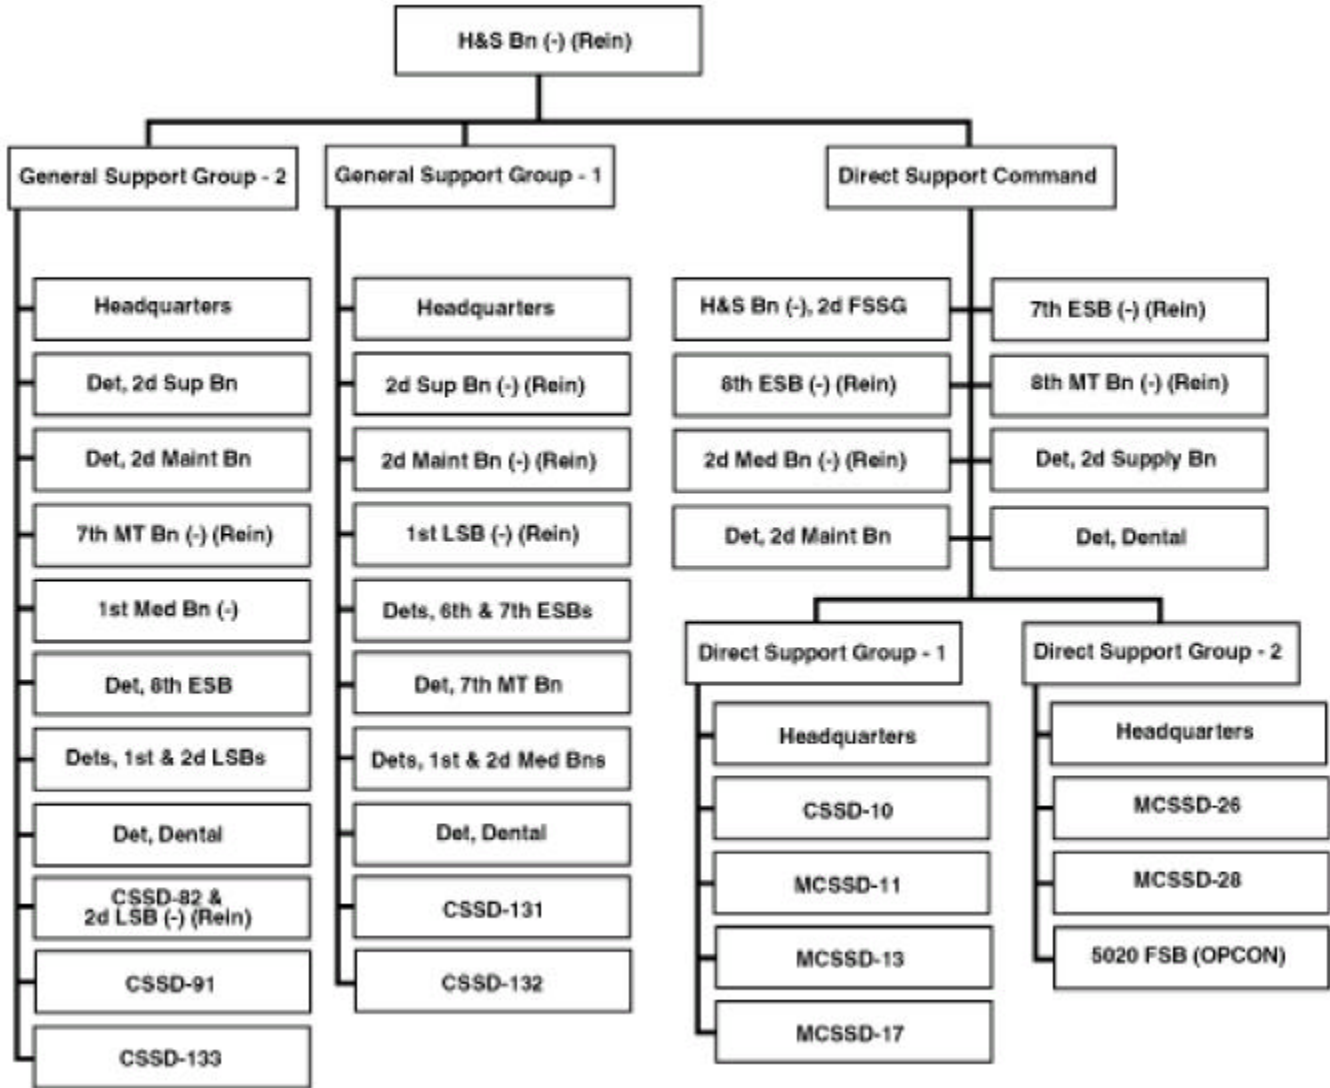 H&S Bn (-) (Rein)
General Support Group - 2
General Support Group - 1
Direct Support Command
Headquarters
Det, 2d Sup Bn
Det, 2d Maint Bn
7th MT Bn (-) (Rein)
1st Med Bn (-)
Det, 8th ESB
Dets, 1st & 2d LSBs
Det, Dental
CSSD-82 &
2d LSB (-) (Rein)
CSSD-91
CSSD-133
Headquarters
2d Sup Bn (-) (Rein)
2d Maint Bn (-) (Rein)
1st LSB (-) (Rein)
Dets, 6th & 7th ESBs
Det, 7th MT Bn
Dets, 1st & 2d Med Bns
Det, Dental
CSSD-131
CSSD-132
H&S Bn (-), 2d FSSG
7th ESB (-) (Rein)
8th ESB (-) (Rein)
8th MT Bn (-) (Rein)
2d Med Bn (-) (Rein)
Det, 2d Supply Bn
Det, 2d Maint Bn
Det, Dental
Direct Support Group - 1
Headquarters
CSSD-10
MCSSD-11
MCSSD-13
MCSSD-17
Direct Support Group - 2
Headquarters
MCSSD-26
MCSSD-28
5020 FSB (OPCON)